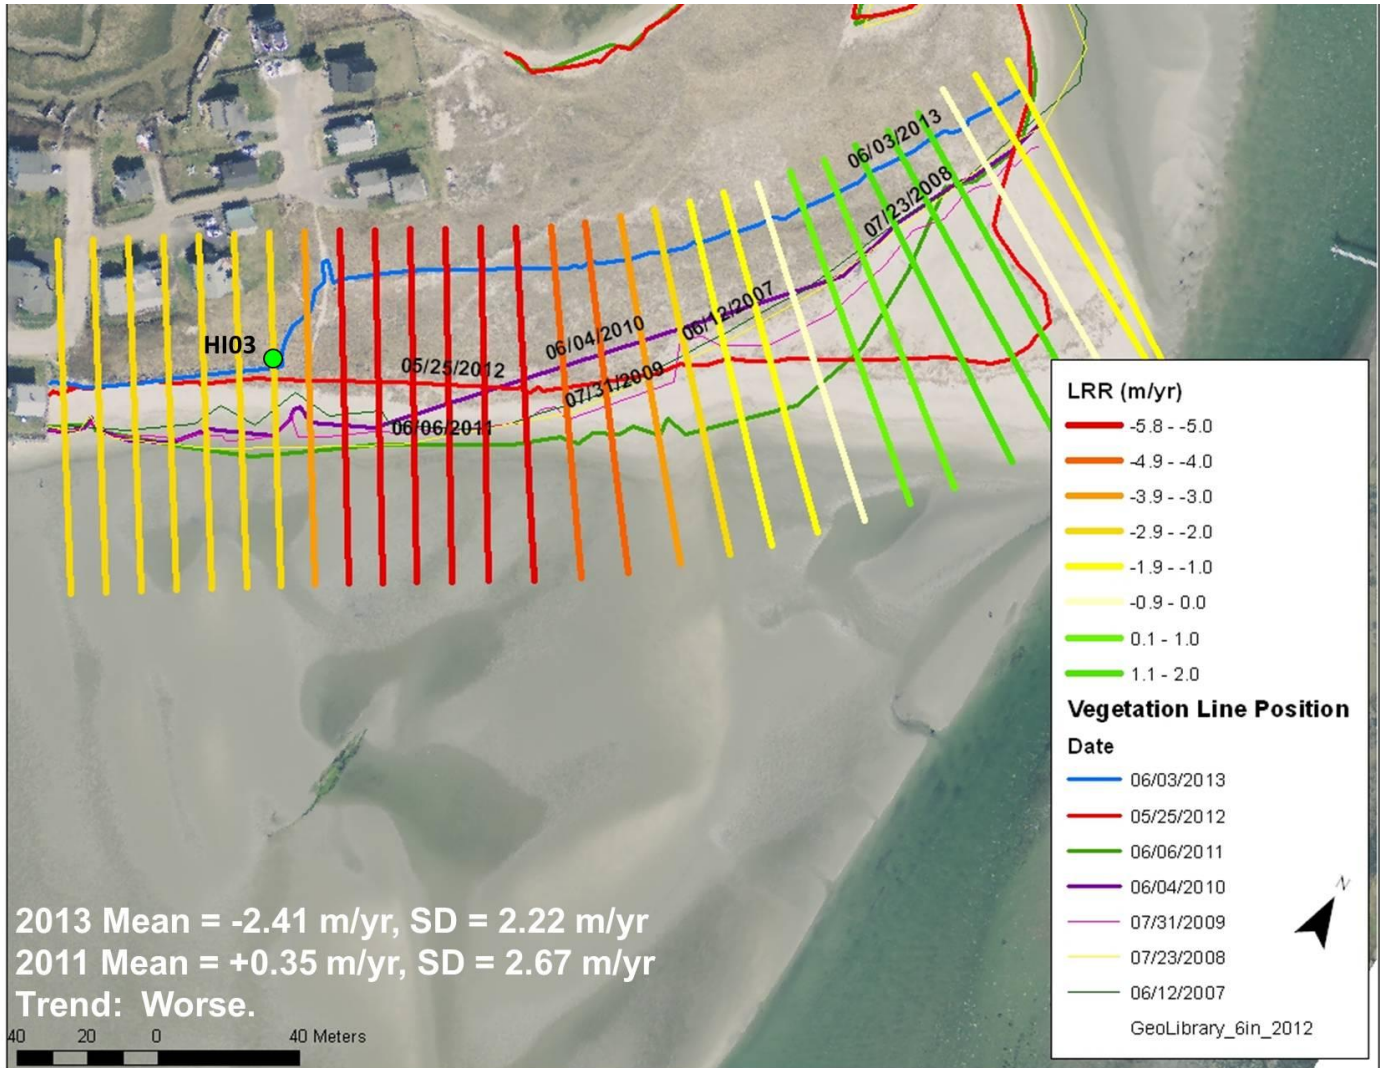 06/03/2013
07/23/2008
06/12/2007
HI03
06/04/2010
05/25/2012
07/31/2009
06/06/2011
LRR (m/yr)
-5.8 - -5.0
-4.9 - -4.0
-3.9 - -3.0
-2.9 - -2.0
-1.9 - -1.0
-0.9 - 0.0
0.1 - 1.0
1.1 - 2.0
Vegetation Line Position
Date
06/03/2013
05/25/2012
06/06/2011
06/04/2010
07/31/2009
07/23/2008
06/12/2007
GeoLibrary_6in_2012
N
2013 Mean = -2.41 m/yr, SD = 2.22 m/yr
2011 Mean = +0.35 m/yr, SD = 2.67 m/yr
Trend: Worse.
40 20 0 40 Meters